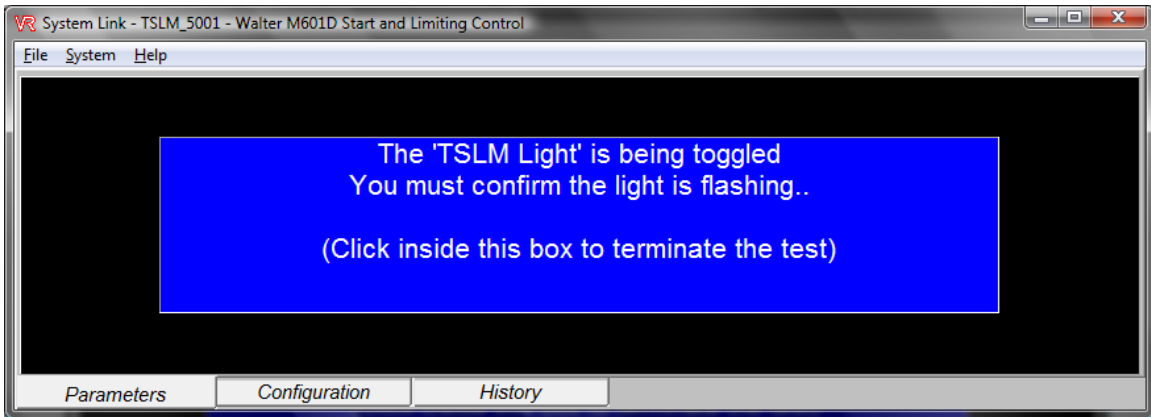 VR System Link - TSLM_5001 - Walter M601D Start and Limiting Control
File System Help
The 'TSLM Light' is being toggled
You must confirm the light is flashing..
(Click inside this box to terminate the test)
Parameters Configuration History